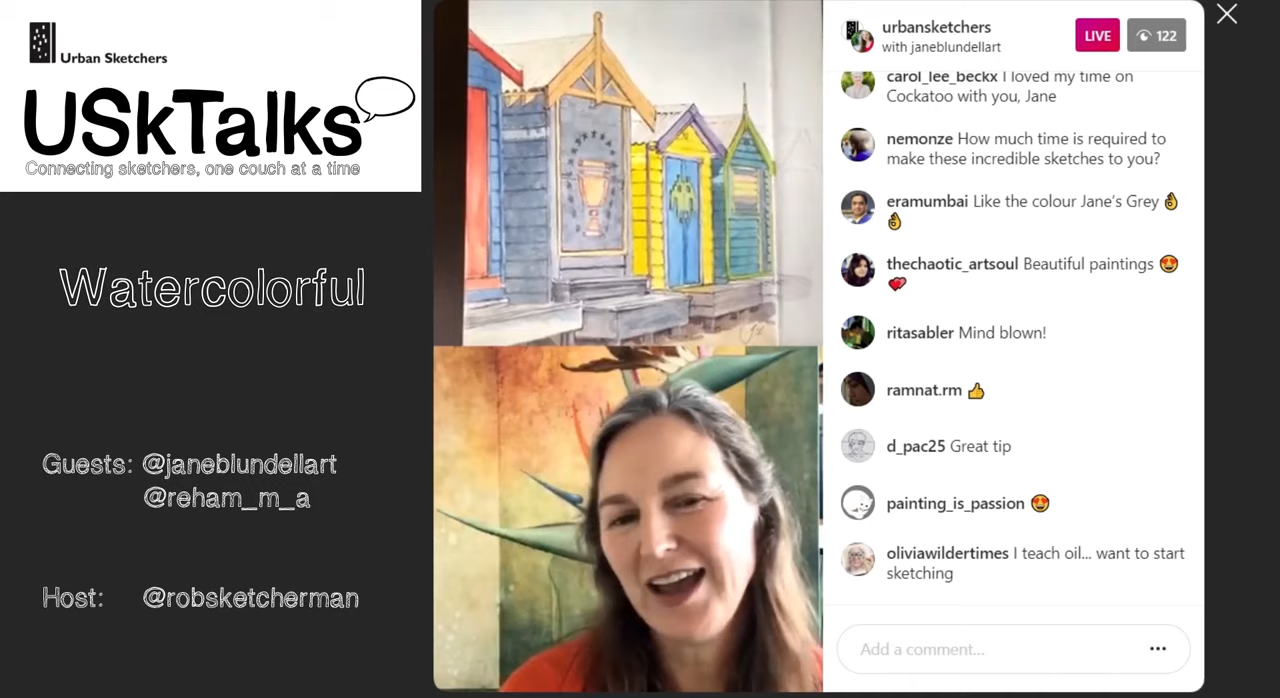 Urban Sketchers
USkTalks
Connecting sketchers, one couch at a time
Watercolorful
Guests: @janeblundellart
@reham_m_a
Host: @robsketcherman
urbansketchers
with janeblundellart
LIVE
122
carol_lee_beckx I loved my time on
Cockatoo with you, Jane
nemonze How much time is required to
make these incredible sketches to you?
eramumbai Like the colour Jane's Grey 👌
👌
thechaotic_artsoul Beautiful paintings 😍
💕
ritasabler Mind blown!
ramnat.rm 👍
d_pac25 Great tip
painting_is_passion 😍
oliviawildertimes I teach oil... want to start
sketching
Add a comment...